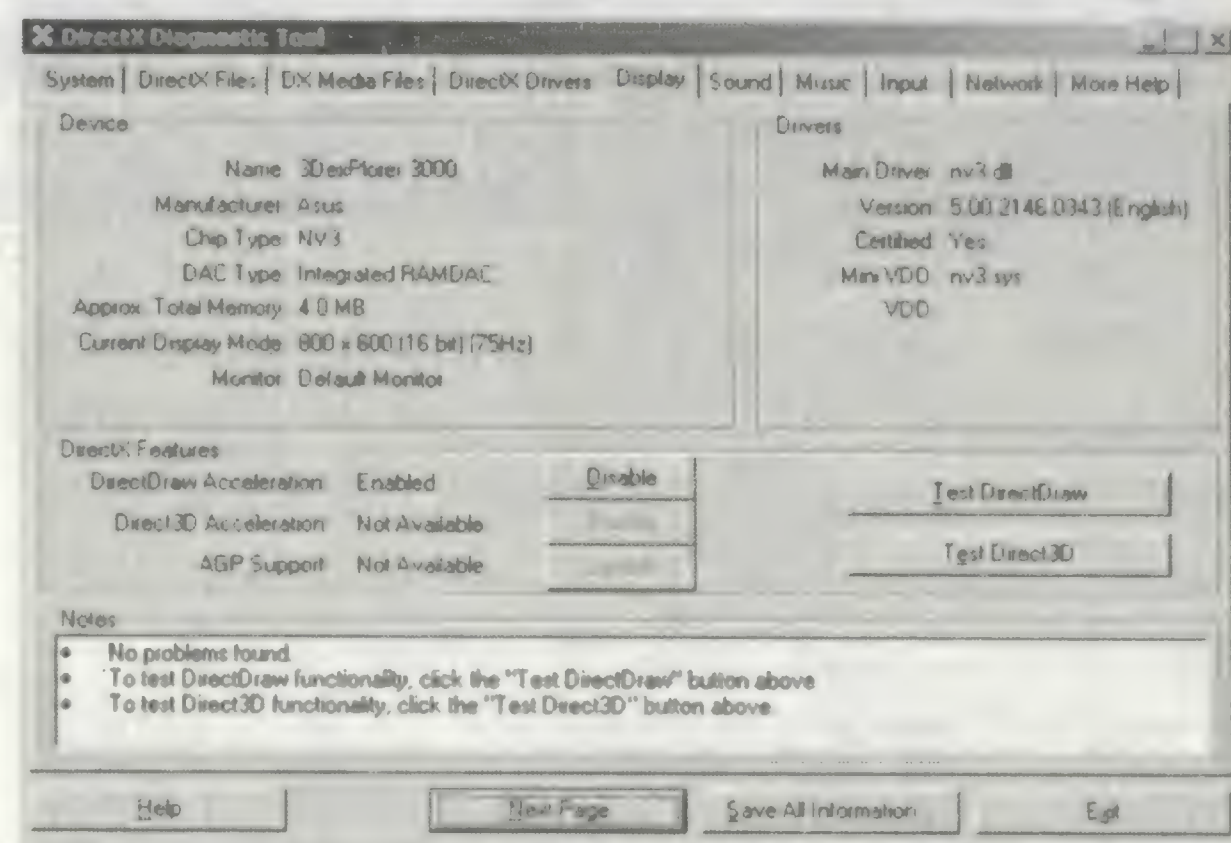 DirectX Diagnostic Tool
System DirectX Files DX Media Files DirectX Drivers Display Sound Music Input Network More Help
Device
Name 3DexPlorer 3000
Manufacturer Asus
Chip Type NV3
DAC Type Integrated RAMDAC
Approx. Total Memory 4.0 MB
Current Display Mode 800 x 600 (16 bit) (75Hz)
Monitor Default Monitor
Drivers
Main Driver nv3.dll
Version 5.00.2146.0343 (English)
Certified Yes
Mini VDD nv3.sys
VDD
DirectX Features
DirectDraw Acceleration Enabled Disable
Direct3D Acceleration Not Available
AGP Support Not Available
Test DirectDraw
Test Direct3D
Notes
• No problems found.
• To test DirectDraw functionality, click the "Test DirectDraw" button above.
• To test Direct3D functionality, click the "Test Direct3D" button above.
Help Next Page Save All Information Exit